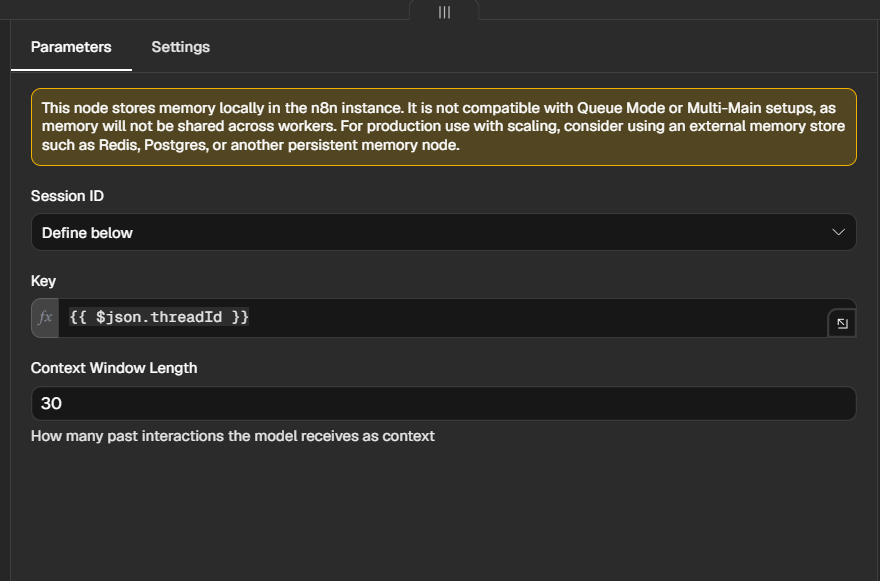 Parameters Settings
This node stores memory locally in the n8n instance. It is not compatible with Queue Mode or Multi-Main setups, as
memory will not be shared across workers. For production use with scaling, consider using an external memory store
such as Redis, Postgres, or another persistent memory node.
Session ID
Define below
Key
fx {{ $json.threadId }}
Context Window Length
30
How many past interactions the model receives as context